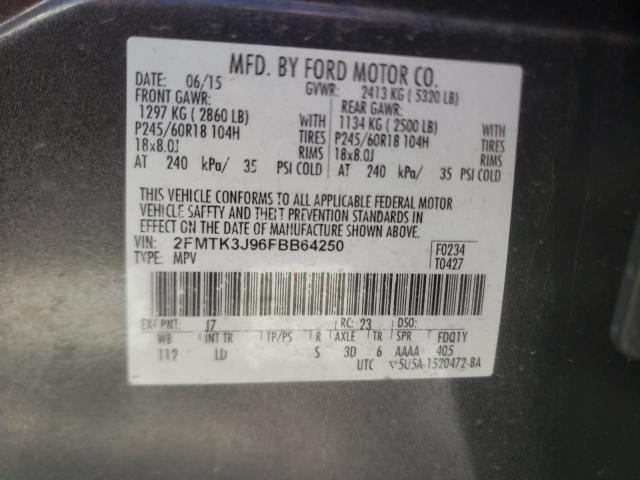 MFD. BY FORD MOTOR CO.
DATE: 06/15 GVWR: 2413 KG ( 5320 LB)
FRONT GAWR: REAR GAWR:
1297 KG ( 2860 LB) WITH 1134 KG ( 2500 LB) WITH
P245/60R18 104H TIRES P245/60R18 104H TIRES
18x8.0J RIMS 18x8.0J RIMS
AT 240 kPa/ 35 PSI COLD AT 240 kPa/ 35 PSI COLD
THIS VEHICLE CONFORMS TO ALL APPLICABLE FEDERAL MOTOR
VEHICLE SAFETY AND THEFT PREVENTION STANDARDS IN
EFFECT ON THE DATE OF MANUFACTURE SHOWN ABOVE.
VIN: 2FMTK3J96FBB64250 F0234
TYPE: MPV T0427
EXT PNT: J7 RC: 23 DSO:
WB INT TR TP/PS R AXLE TR SPR FDQ1Y
112 LD S 3D 6 AAAA 405
UTC ▽5U5A-1520472-BA